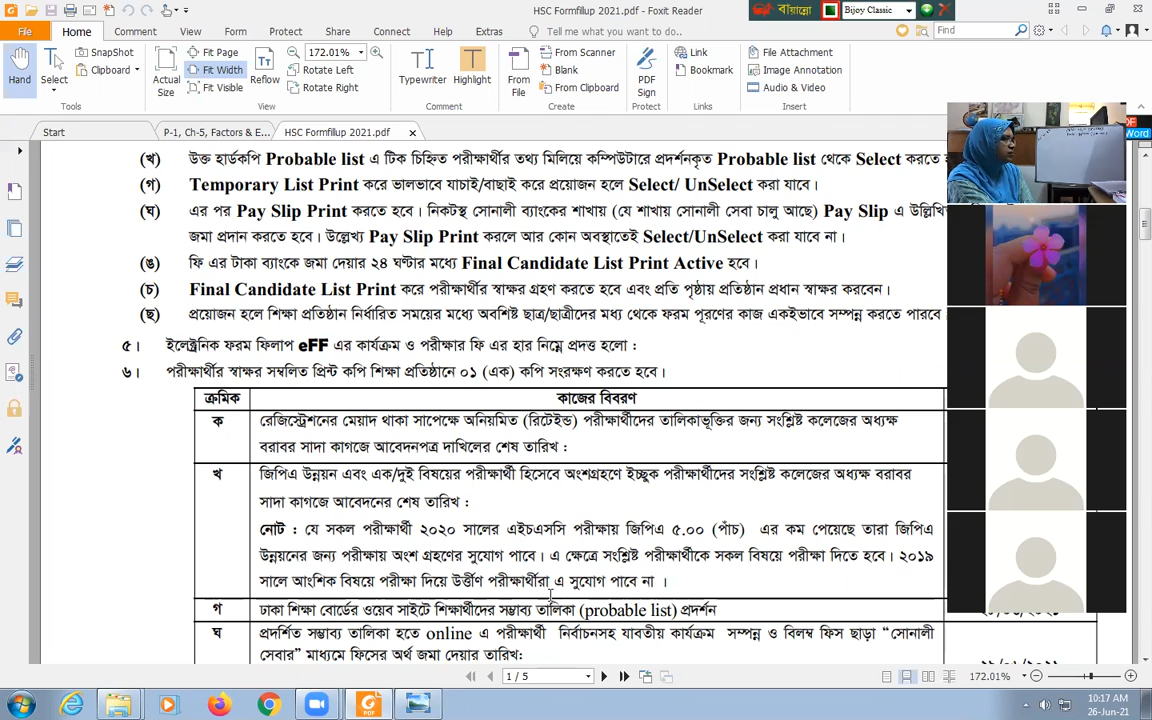 HSC Formfillup 2021.pdf - Foxit Reader
বায়ান্নো
Bijoy Classic
File Home Comment View Form Protect Share Connect Help Extras Tell me what you want to do... Find
Hand
Select
SnapShot
Clipboard
Tools
Actual Size
Fit Page
Fit Width
Fit Visible
Reflow
172.01%
Rotate Left
Rotate Right
View
Typewriter
Highlight
Comment
From File
From Scanner
Blank
From Clipboard
Create
PDF Sign
Protect
Link
Bookmark
Links
File Attachment
Image Annotation
Audio & Video
Insert
Start P-1, Ch-5, Factors & E... HSC Formfillup 2021.pdf
Word
(খ) উক্ত হার্ডকপি Probable list এ টিক চিহ্নিত পরীক্ষার্থীর তথ্য মিলিয়ে কম্পিউটারে প্রদর্শনকৃত Probable list থেকে Select করতে
(গ) Temporary List Print করে ভালভাবে যাচাই/বাছাই করে প্রয়োজন হলে Select/ UnSelect করা যাবে।
(ঘ) এর পর Pay Slip Print করতে হবে। নিকটস্থ সোনালী ব্যাংকের শাখায় (যে শাখায় সোনালী সেবা চালু আছে) Pay Slip এ উল্লিখিত
জমা প্রদান করতে হবে। উল্লেখ্য Pay Slip Print করলে আর কোন অবস্থাতেই Select/UnSelect করা যাবে না।
(ঙ) ফি এর টাকা ব্যাংকে জমা দেয়ার ২৪ ঘণ্টার মধ্যে Final Candidate List Print Active হবে।
(চ) Final Candidate List Print করে পরীক্ষার্থীর স্বাক্ষর গ্রহণ করতে হবে এবং প্রতি পৃষ্ঠায় প্রতিষ্ঠান প্রধান স্বাক্ষর করবেন।
(ছ) প্রয়োজন হলে শিক্ষা প্রতিষ্ঠান নির্ধারিত সময়ের মধ্যে অবশিষ্ট ছাত্র/ছাত্রীদের মধ্য থেকে ফরম পূরণের কাজ একইভাবে সম্পন্ন করতে পারবে।
৫। ইলেক্ট্রনিক ফরম ফিলাপ eFF এর কার্যক্রম ও পরীক্ষার ফি এর হার নিম্নে প্রদত্ত হলো :
৬। পরীক্ষার্থীর স্বাক্ষর সম্বলিত প্রিন্ট কপি শিক্ষা প্রতিষ্ঠানে ০১ (এক) কপি সংরক্ষণ করতে হবে।
ক্রমিক কাজের বিবরণ
ক রেজিস্ট্রেশনের মেয়াদ থাকা সাপেক্ষে অনিয়মিত (রিটেইন্ড) পরীক্ষার্থীদের তালিকাভূক্তির জন্য সংশ্লিষ্ট কলেজের অধ্যক্ষ
বরাবর সাদা কাগজে আবেদনপত্র দাখিলের শেষ তারিখ :
খ জিপিএ উন্নয়ন এবং এক/দুই বিষয়ের পরীক্ষার্থী হিসেবে অংশগ্রহণে ইচ্ছুক পরীক্ষার্থীদের সংশ্লিষ্ট কলেজের অধ্যক্ষ বরাবর
সাদা কাগজে আবেদনের শেষ তারিখ :
নোট : যে সকল পরীক্ষার্থী ২০২০ সালের এইচএসসি পরীক্ষায় জিপিএ ৫.০০ (পাঁচ) এর কম পেয়েছে তারা জিপিএ
উন্নয়নের জন্য পরীক্ষায় অংশ গ্রহণের সুযোগ পাবে। এ ক্ষেত্রে সংশ্লিষ্ট পরীক্ষার্থীকে সকল বিষয়ে পরীক্ষা দিতে হবে। ২০১৯
সালে আংশিক বিষয়ে পরীক্ষা দিয়ে উর্ত্তীণ পরীক্ষার্থীরা এ সুযোগ পাবে না ।
গ ঢাকা শিক্ষা বোর্ডের ওয়েব সাইটে শিক্ষার্থীদের সম্ভাব্য তালিকা (probable list) প্রদর্শন
ঘ প্রদর্শিত সম্ভাব্য তালিকা হতে online এ পরীক্ষার্থী নির্বাচনসহ যাবতীয় কার্যক্রম সম্পন্ন ও বিলম্ব ফিস ছাড়া “সোনালী
সেবার” মাধ্যমে ফিসের অর্থ জমা দেয়ার তারিখ:
1 / 5
172.01%
10:17 AM
26-Jun-21